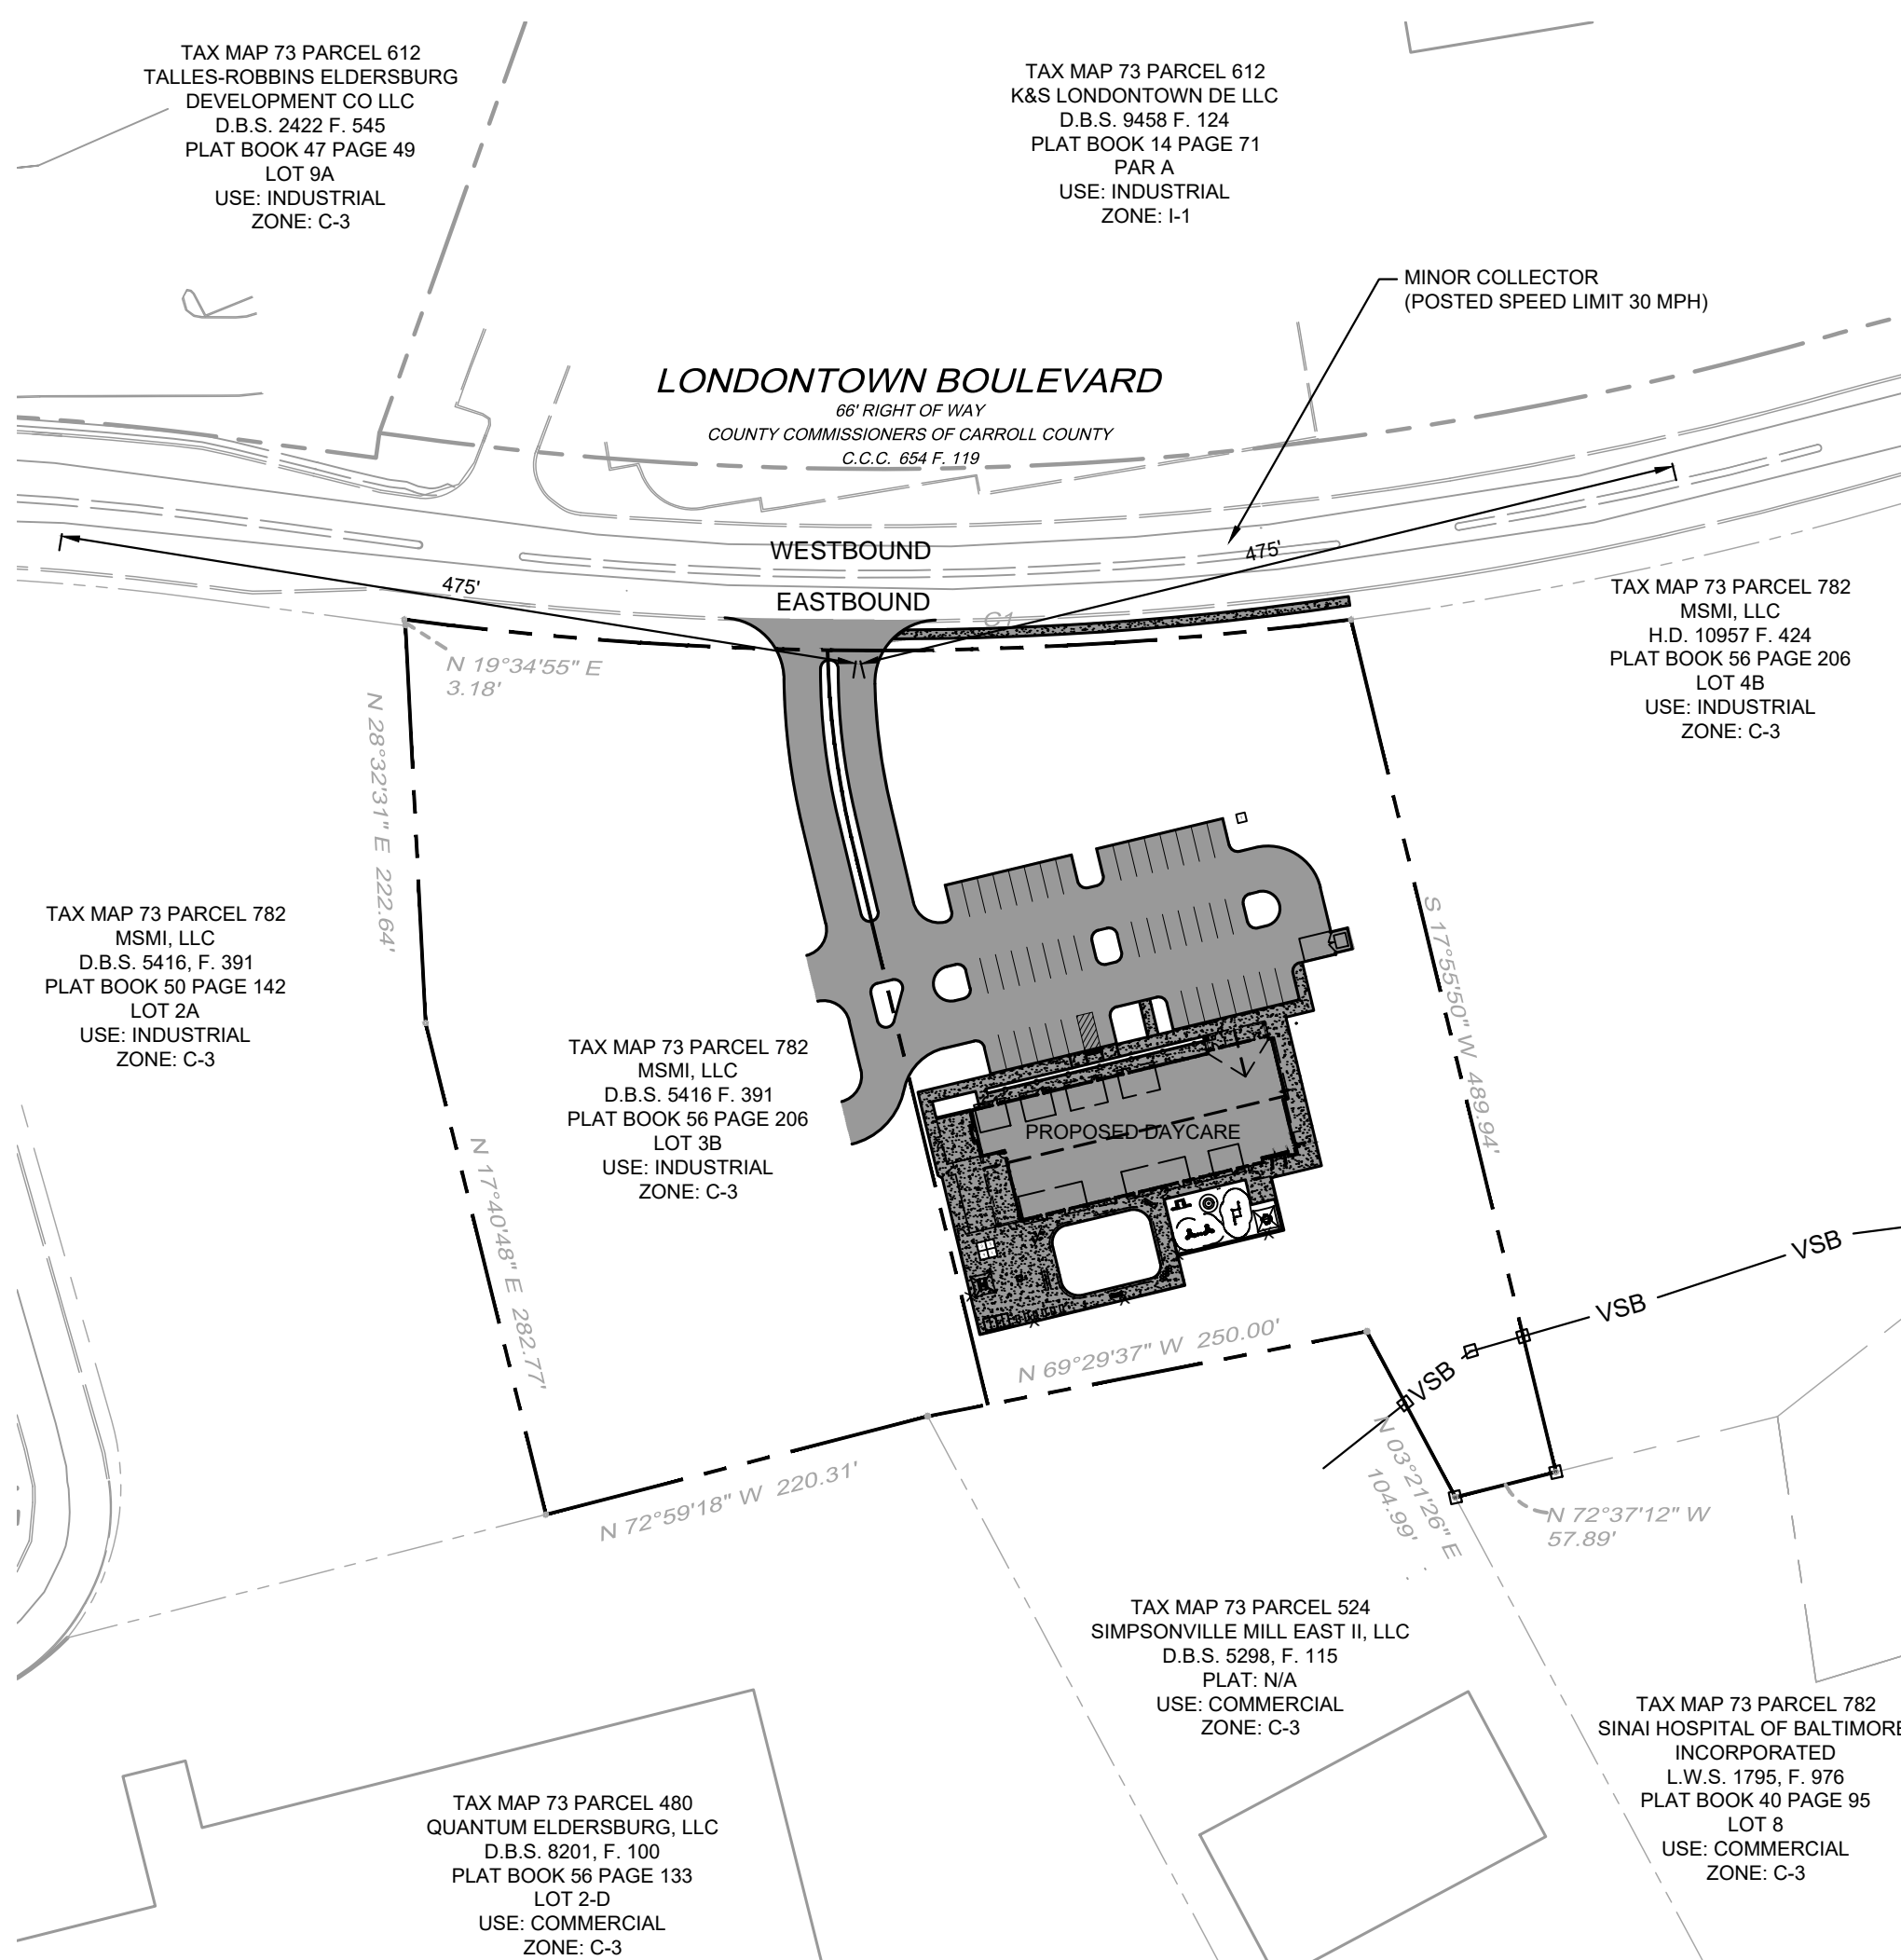 TAX MAP 73 PARCEL 612
TALLES-ROBBINS ELDERSBURG
DEVELOPMENT CO LLC
D.B.S. 2422 F. 545
PLAT BOOK 47 PAGE 49
LOT 9A
USE: INDUSTRIAL
ZONE: C-3
TAX MAP 73 PARCEL 612
K&S LONDONTOWN DE LLC
D.B.S. 9458 F. 124
PLAT BOOK 14 PAGE 71
PAR A
USE: INDUSTRIAL
ZONE: I-1
MINOR COLLECTOR
(POSTED SPEED LIMIT 30 MPH)
LONDONTOWN BOULEVARD
66' RIGHT OF WAY
COUNTY COMMISSIONERS OF CARROLL COUNTY
C.C.C. 654 F. 119
WESTBOUND
475'
475'
EASTBOUND
C1
TAX MAP 73 PARCEL 782
MSMI, LLC
H.D. 10957 F. 424
PLAT BOOK 56 PAGE 206
LOT 4B
USE: INDUSTRIAL
ZONE: C-3
N 19°34'55" E
3.18'
N 28°32'31" E 222.64'
S 17°55'50" W 489.94'
TAX MAP 73 PARCEL 782
MSMI, LLC
D.B.S. 5416, F. 391
PLAT BOOK 50 PAGE 142
LOT 2A
USE: INDUSTRIAL
ZONE: C-3
TAX MAP 73 PARCEL 782
MSMI, LLC
D.B.S. 5416 F. 391
PLAT BOOK 56 PAGE 206
LOT 3B
USE: INDUSTRIAL
ZONE: C-3
PROPOSED DAYCARE
N 17°40'48" E 282.77'
VSB
VSB
VSB
N 69°29'37" W 250.00'
N 72°59'18" W 220.31'
N 03°21'26" E
104.99'
N 72°37'12" W
57.89'
TAX MAP 73 PARCEL 524
SIMPSONVILLE MILL EAST II, LLC
D.B.S. 5298, F. 115
PLAT: N/A
USE: COMMERCIAL
ZONE: C-3
TAX MAP 73 PARCEL 782
SINAI HOSPITAL OF BALTIMORE
INCORPORATED
L.W.S. 1795, F. 976
PLAT BOOK 40 PAGE 95
LOT 8
USE: COMMERCIAL
ZONE: C-3
TAX MAP 73 PARCEL 480
QUANTUM ELDERSBURG, LLC
D.B.S. 8201, F. 100
PLAT BOOK 56 PAGE 133
LOT 2-D
USE: COMMERCIAL
ZONE: C-3